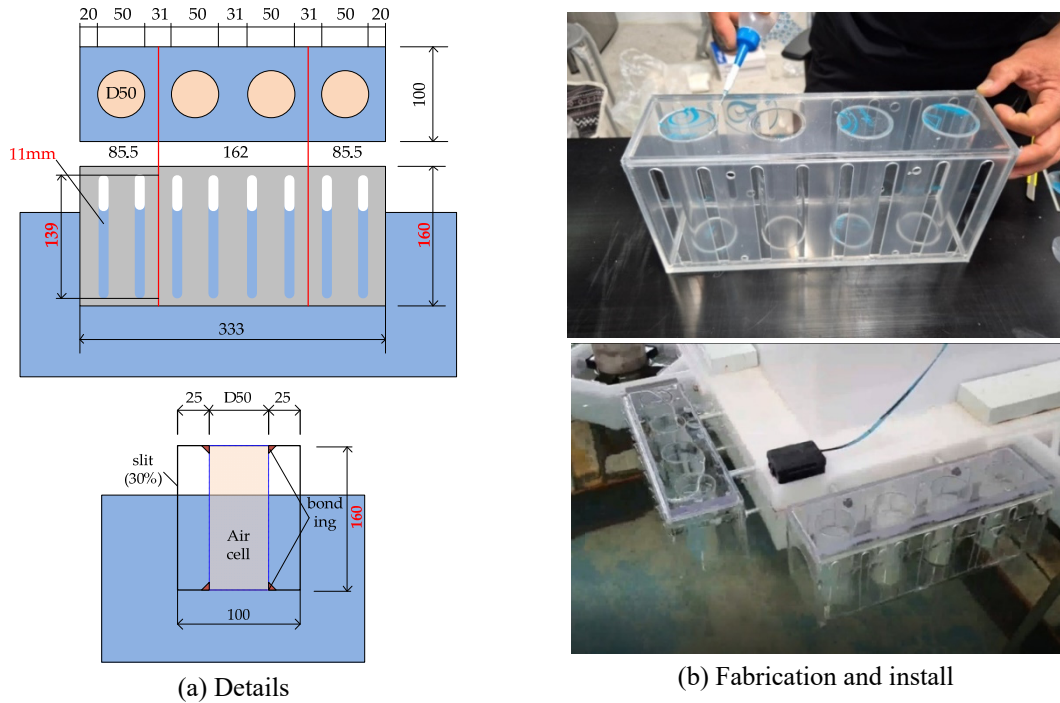 20 50 31 50 31 50 31 50 20
D50
100
11mm
85.5 162 85.5
139
160
333
25 D50 25
slit
(30%)
bond
ing
Air
cell
160
100
(a) Details
(b) Fabrication and install